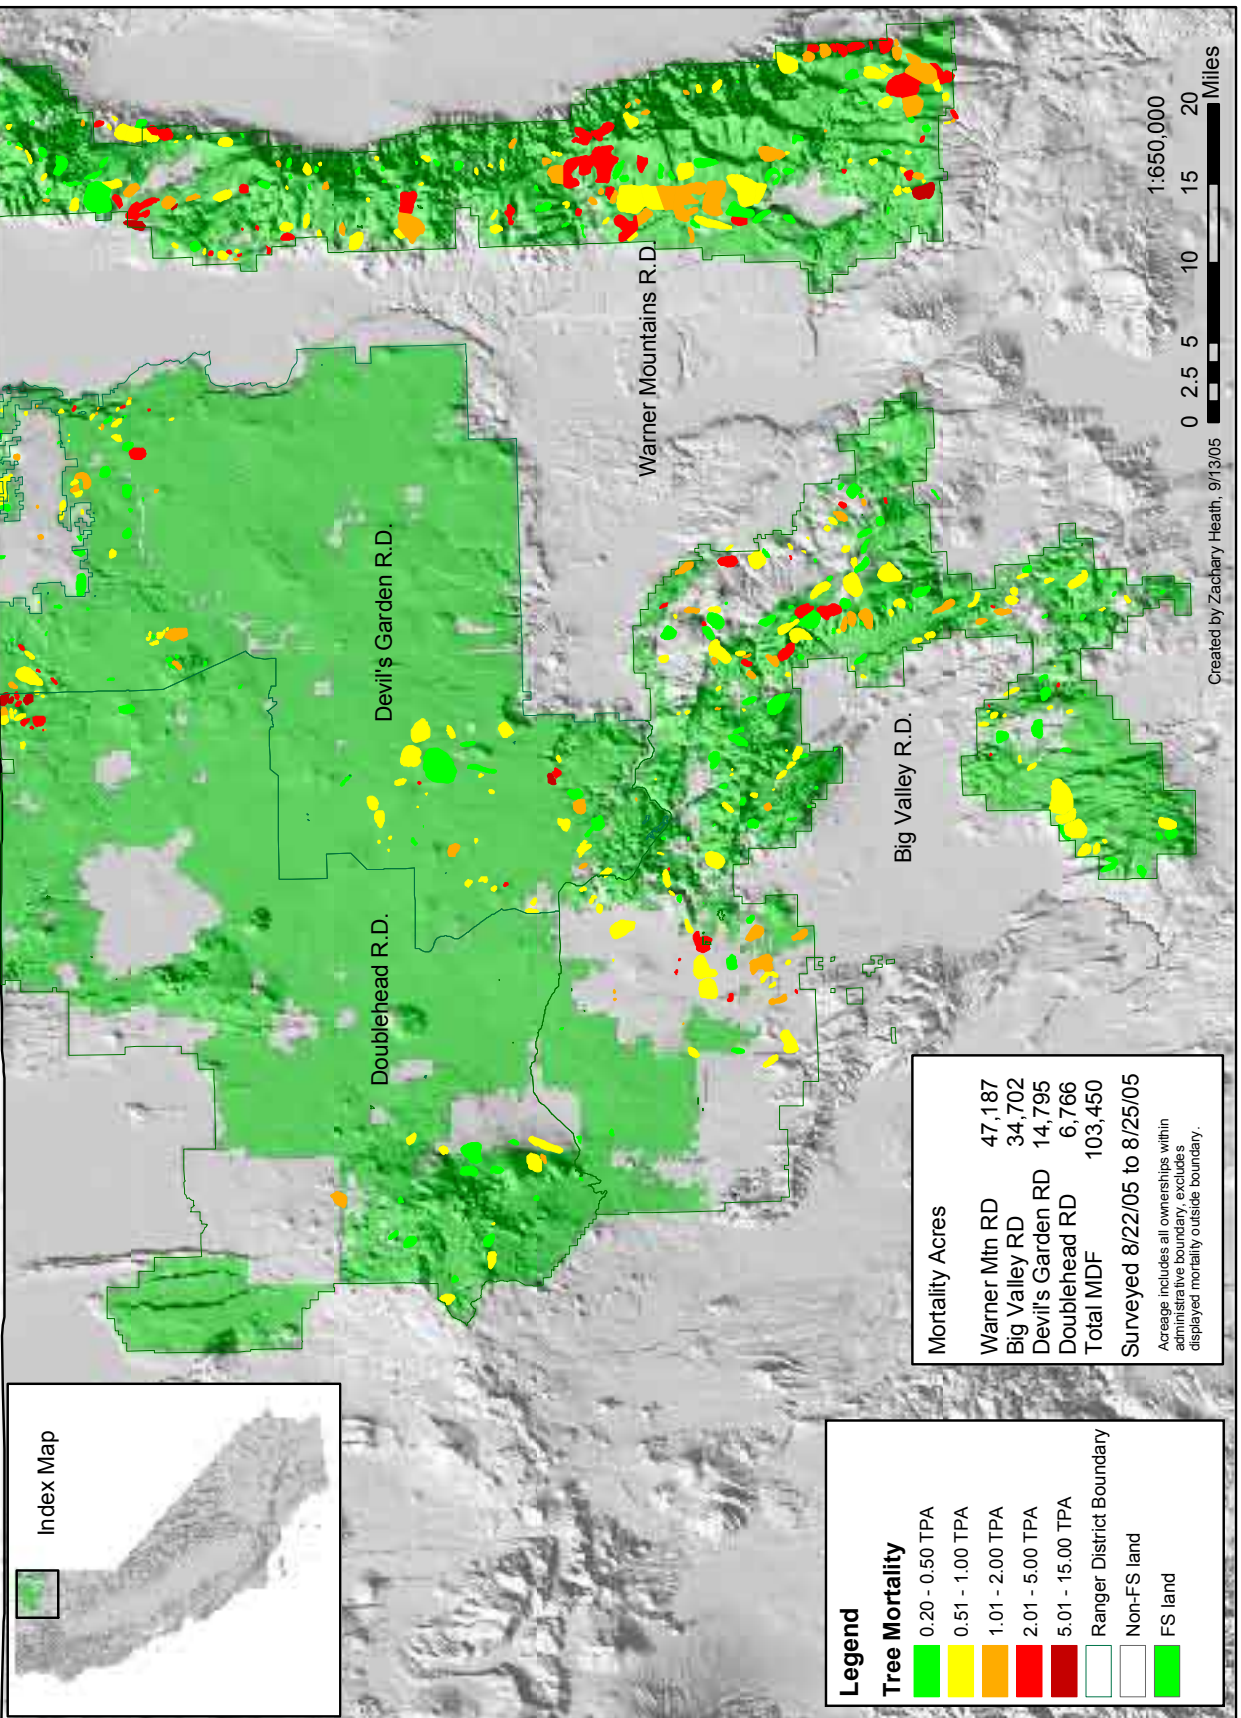 Index Map
Doublehead R.D.
Devil's Garden R.D.
Warner Mountains R.D.
Big Valley R.D.
Legend
Tree Mortality
0.20 - 0.50 TPA
0.51 - 1.00 TPA
1.01 - 2.00 TPA
2.01 - 5.00 TPA
5.01 - 15.00 TPA
Ranger District Boundary
Non-FS land
FS land
Mortality Acres
Warner Mtn RD 47,187
Big Valley RD 34,702
Devil's Garden RD 14,795
Doublehead RD 6,766
Total MDF 103,450
Surveyed 8/22/05 to 8/25/05
Acreage includes all ownerships within
administrative boundary, excludes
displayed mortality outside boundary.
1:650,000
0 2.5 5 10 15 20
Miles
Created by Zachary Heath, 9/13/05